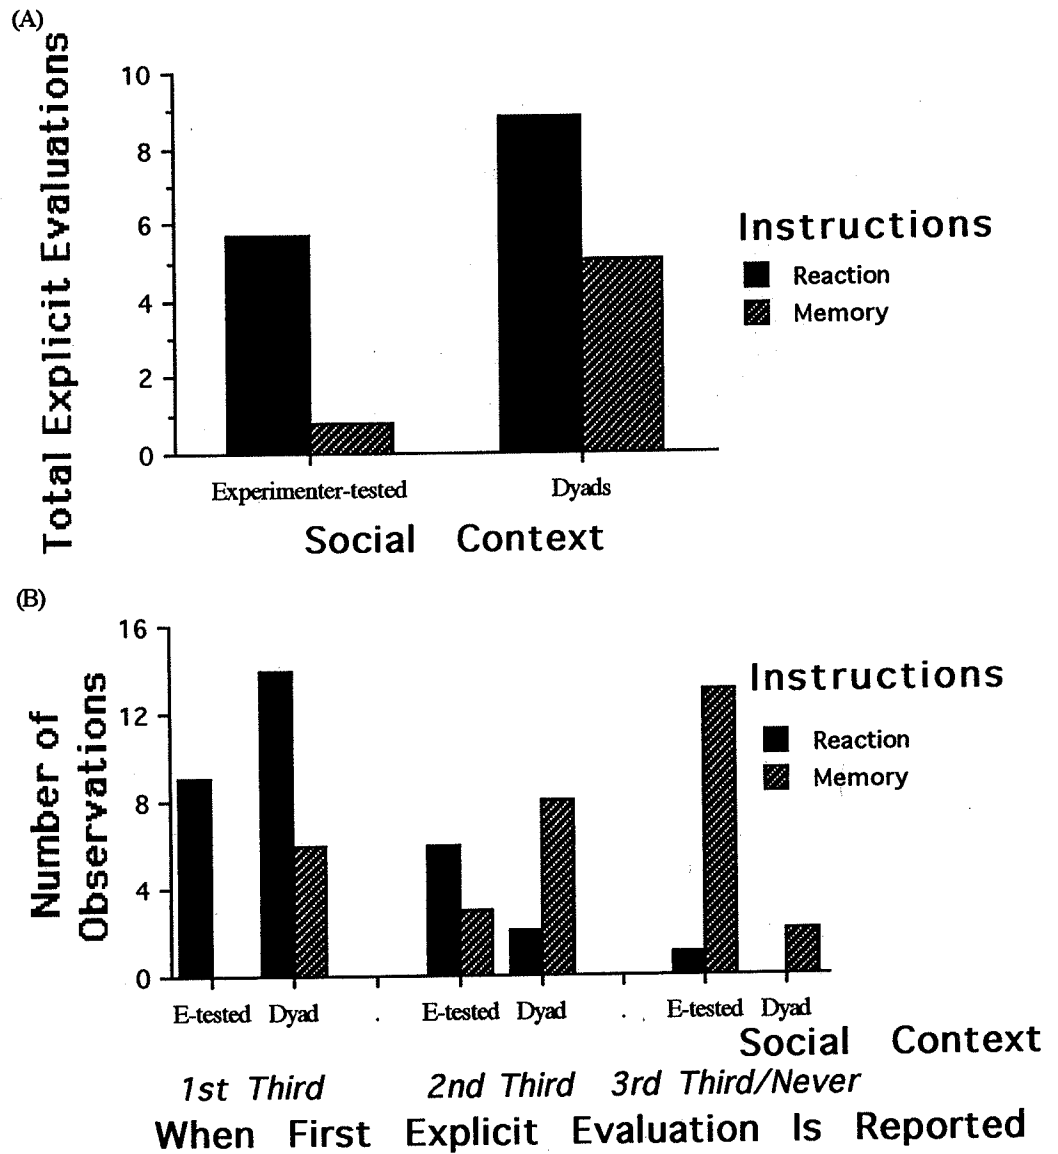 (A)
Total Explicit Evaluations
10
8
6
4
2
0
Experimenter-tested Dyads
Social Context
Instructions
Reaction
Memory
(B)
Number of
Observations
16
12
8
4
0
Instructions
Reaction
Memory
E-tested Dyad . E-tested Dyad . . E-tested Dyad
Social Context
1st Third 2nd Third 3rd Third/Never
When First Explicit Evaluation Is Reported